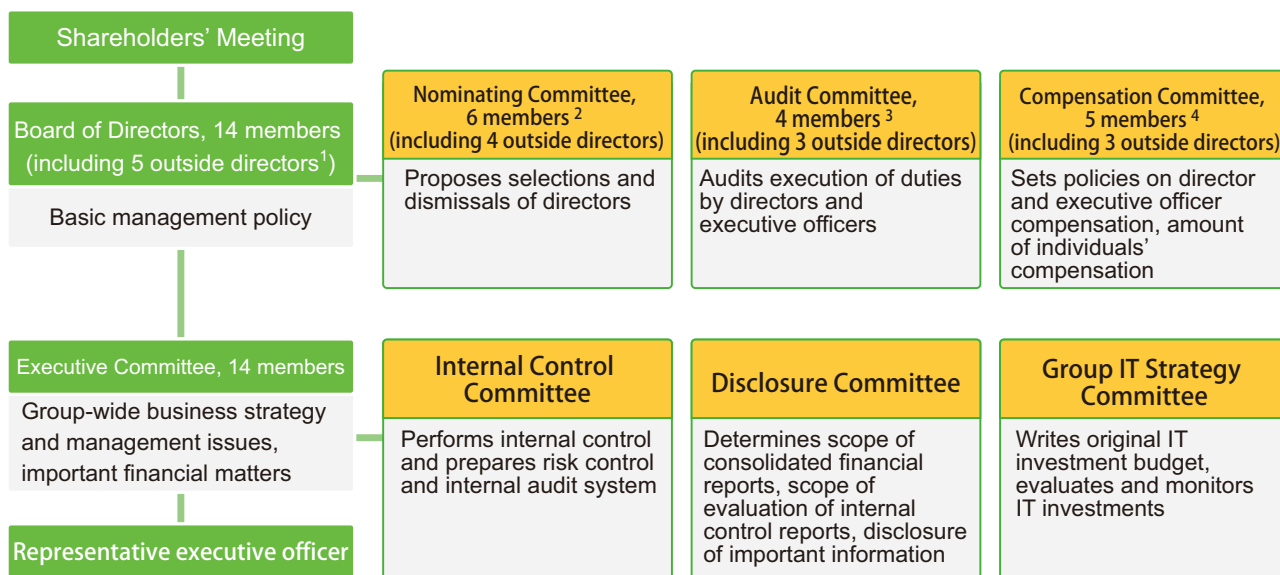 Shareholders’ Meeting
Board of Directors, 14 members
(including 5 outside directors1)
Basic management policy
Nominating Committee,
6 members 2
(including 4 outside directors)
Proposes selections and
dismissals of directors
Audit Committee,
4 members 3
(including 3 outside directors)
Audits execution of duties
by directors and
executive officers
Compensation Committee,
5 members 4
(including 3 outside directors)
Sets policies on director
and executive officer
compensation, amount
of individuals’
compensation
Executive Committee, 14 members
Group-wide business strategy
and management issues,
important financial matters
Representative executive officer
Internal Control
Committee
Performs internal control
and prepares risk control
and internal audit system
Disclosure Committee
Determines scope of
consolidated financial
reports, scope of
evaluation of internal
control reports, disclosure
of important information
Group IT Strategy
Committee
Writes original IT
investment budget,
evaluates and monitors
IT investments